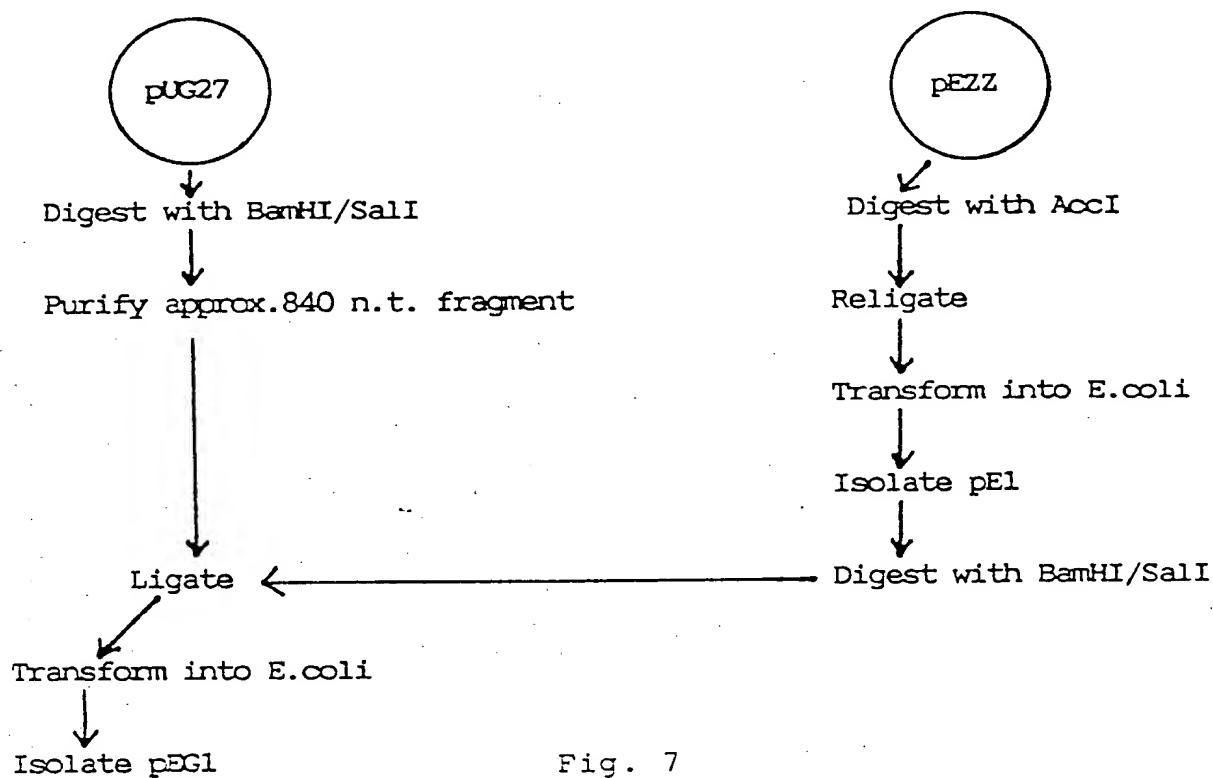 pUG27
Digest with BamHI/SalI
Purify approx.840 n.t. fragment
Ligate
Transform into E.coli
Isolate pEG1
pEZZ
Digest with AccI
Religate
Transform into E.coli
Isolate pE1
Digest with BamHI/SalI
Fig. 7